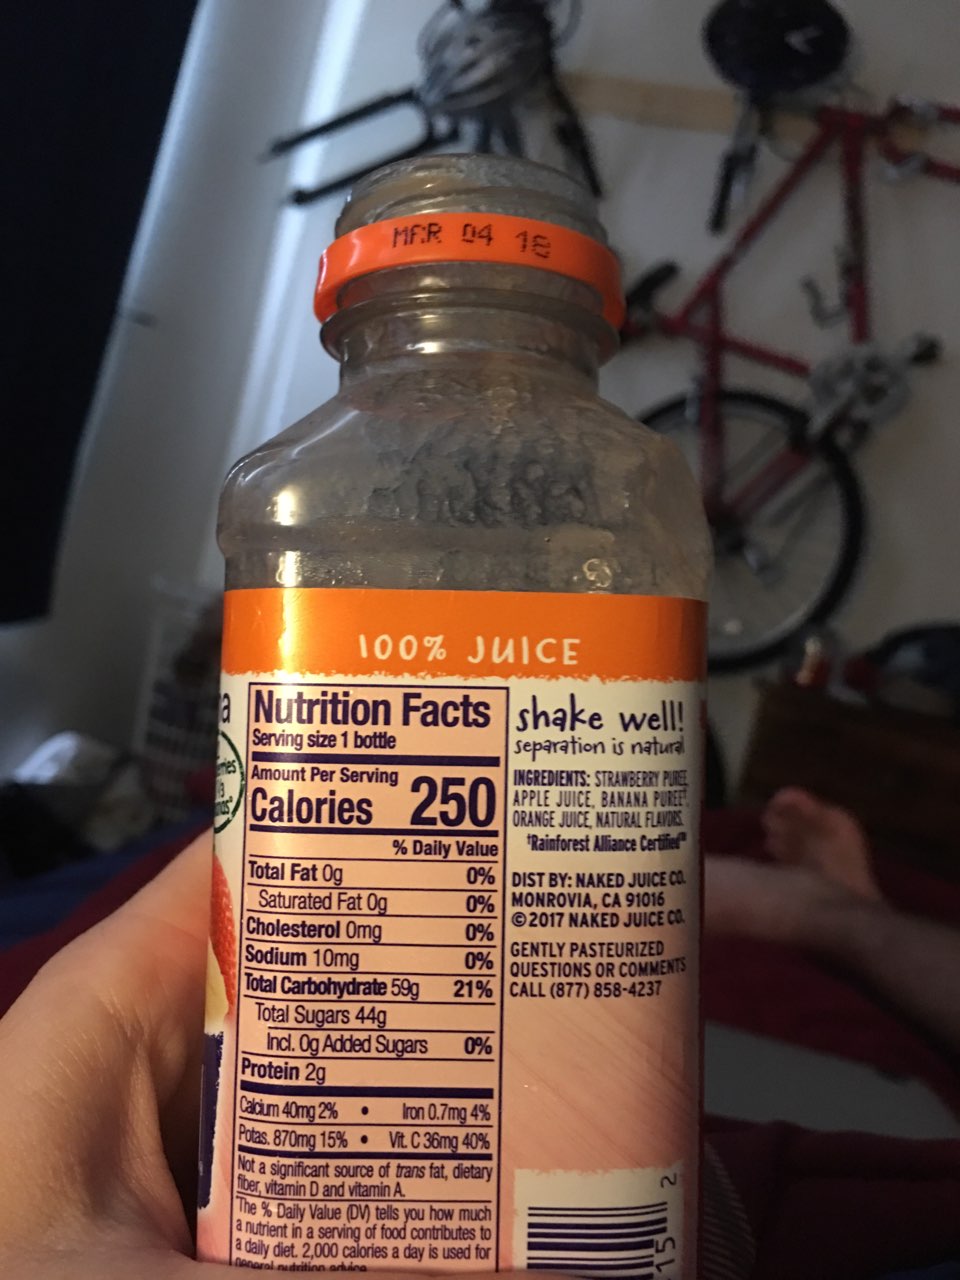 MAR 04 18
100% JUICE
Nutrition Facts
Serving size 1 bottle
Amount Per Serving
Calories 250
% Daily Value
Total Fat 0g 0%
Saturated Fat 0g 0%
Cholesterol 0mg 0%
Sodium 10mg 0%
Total Carbohydrate 59g 21%
Total Sugars 44g
Incl. 0g Added Sugars 0%
Protein 2g
Calcium 40mg 2% • Iron 0.7mg 4%
Potas. 870mg 15% • Vit. C 36mg 40%
Not a significant source of trans fat, dietary
fiber, vitamin D and vitamin A.
*The % Daily Value (DV) tells you how much
a nutrient in a serving of food contributes to
a daily diet. 2,000 calories a day is used for
general nutrition advice.
shake well!
separation is natural
INGREDIENTS: STRAWBERRY PUREE,
APPLE JUICE, BANANA PUREE†,
ORANGE JUICE, NATURAL FLAVORS.
†Rainforest Alliance Certified™
DIST BY: NAKED JUICE CO.
MONROVIA, CA 91016
©2017 NAKED JUICE CO.
GENTLY PASTEURIZED
QUESTIONS OR COMMENTS
CALL (877) 858-4237
15 2